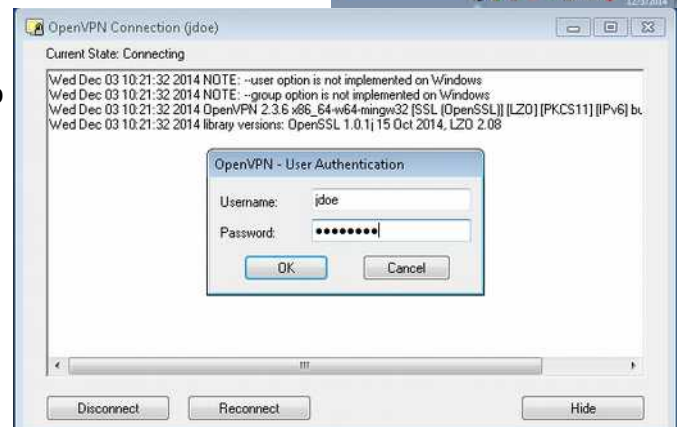 12/3/2014
OpenVPN Connection (jdoe)
Current State: Connecting
Wed Dec 03 10:21:32 2014 NOTE: --user option is not implemented on Windows
Wed Dec 03 10:21:32 2014 NOTE: --group option is not implemented on Windows
Wed Dec 03 10:21:32 2014 OpenVPN 2.3.6 x86_64-w64-mingw32 [SSL (OpenSSL)] [LZO] [PKCS11] [IPv6] bu
Wed Dec 03 10:21:32 2014 library versions: OpenSSL 1.0.1j 15 Oct 2014, LZO 2.08
OpenVPN - User Authentication
Username: jdoe
Password: ••••••••
OK Cancel
Disconnect Reconnect Hide